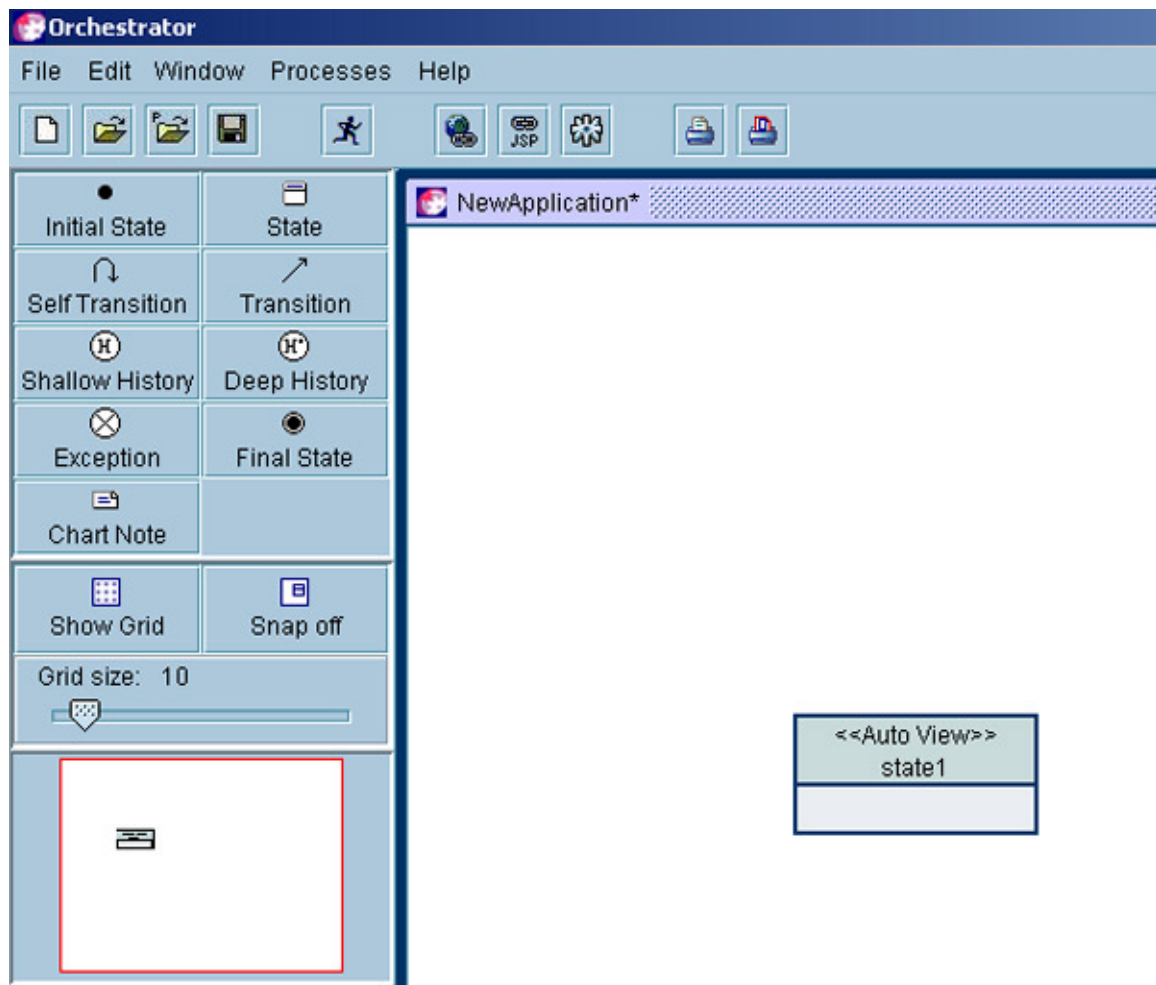 Orchestrator
File Edit Window Processes Help
P
JSP
Initial State State
Self Transition Transition
H H*
Shallow History Deep History
Exception Final State
Chart Note
Show Grid Snap off
Grid size: 10
NewApplication*
<<Auto View>>
state1